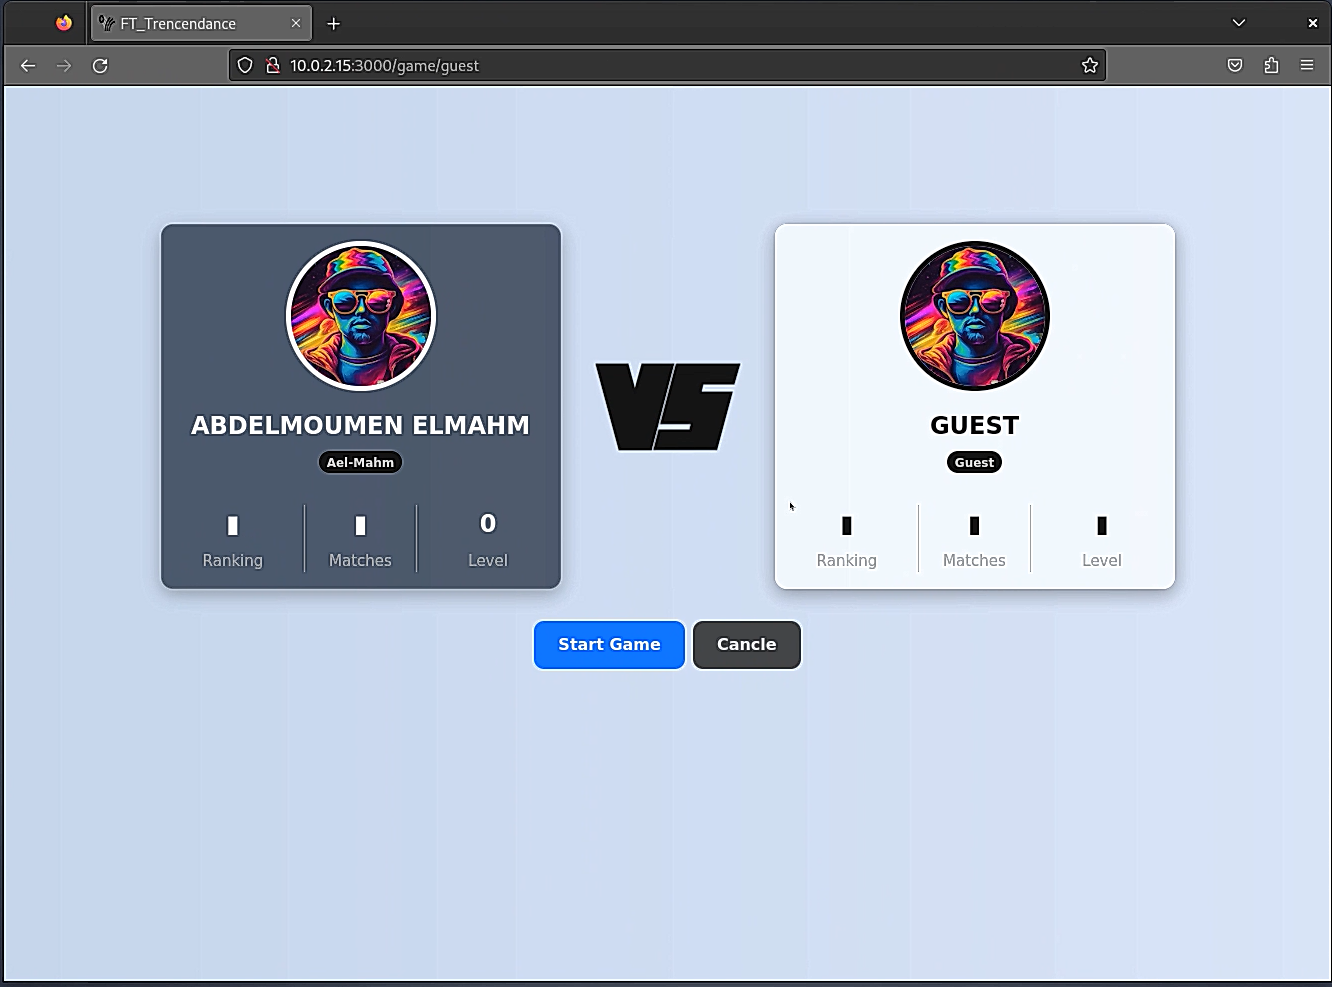 FT_Trencendance
10.0.2.15:3000/game/guest
ABDELMOUMEN ELMAHM
Ael-Mahm
0
Ranking
Matches
Level
VS
GUEST
Guest
Ranking
Matches
Level
Start Game
Cancle